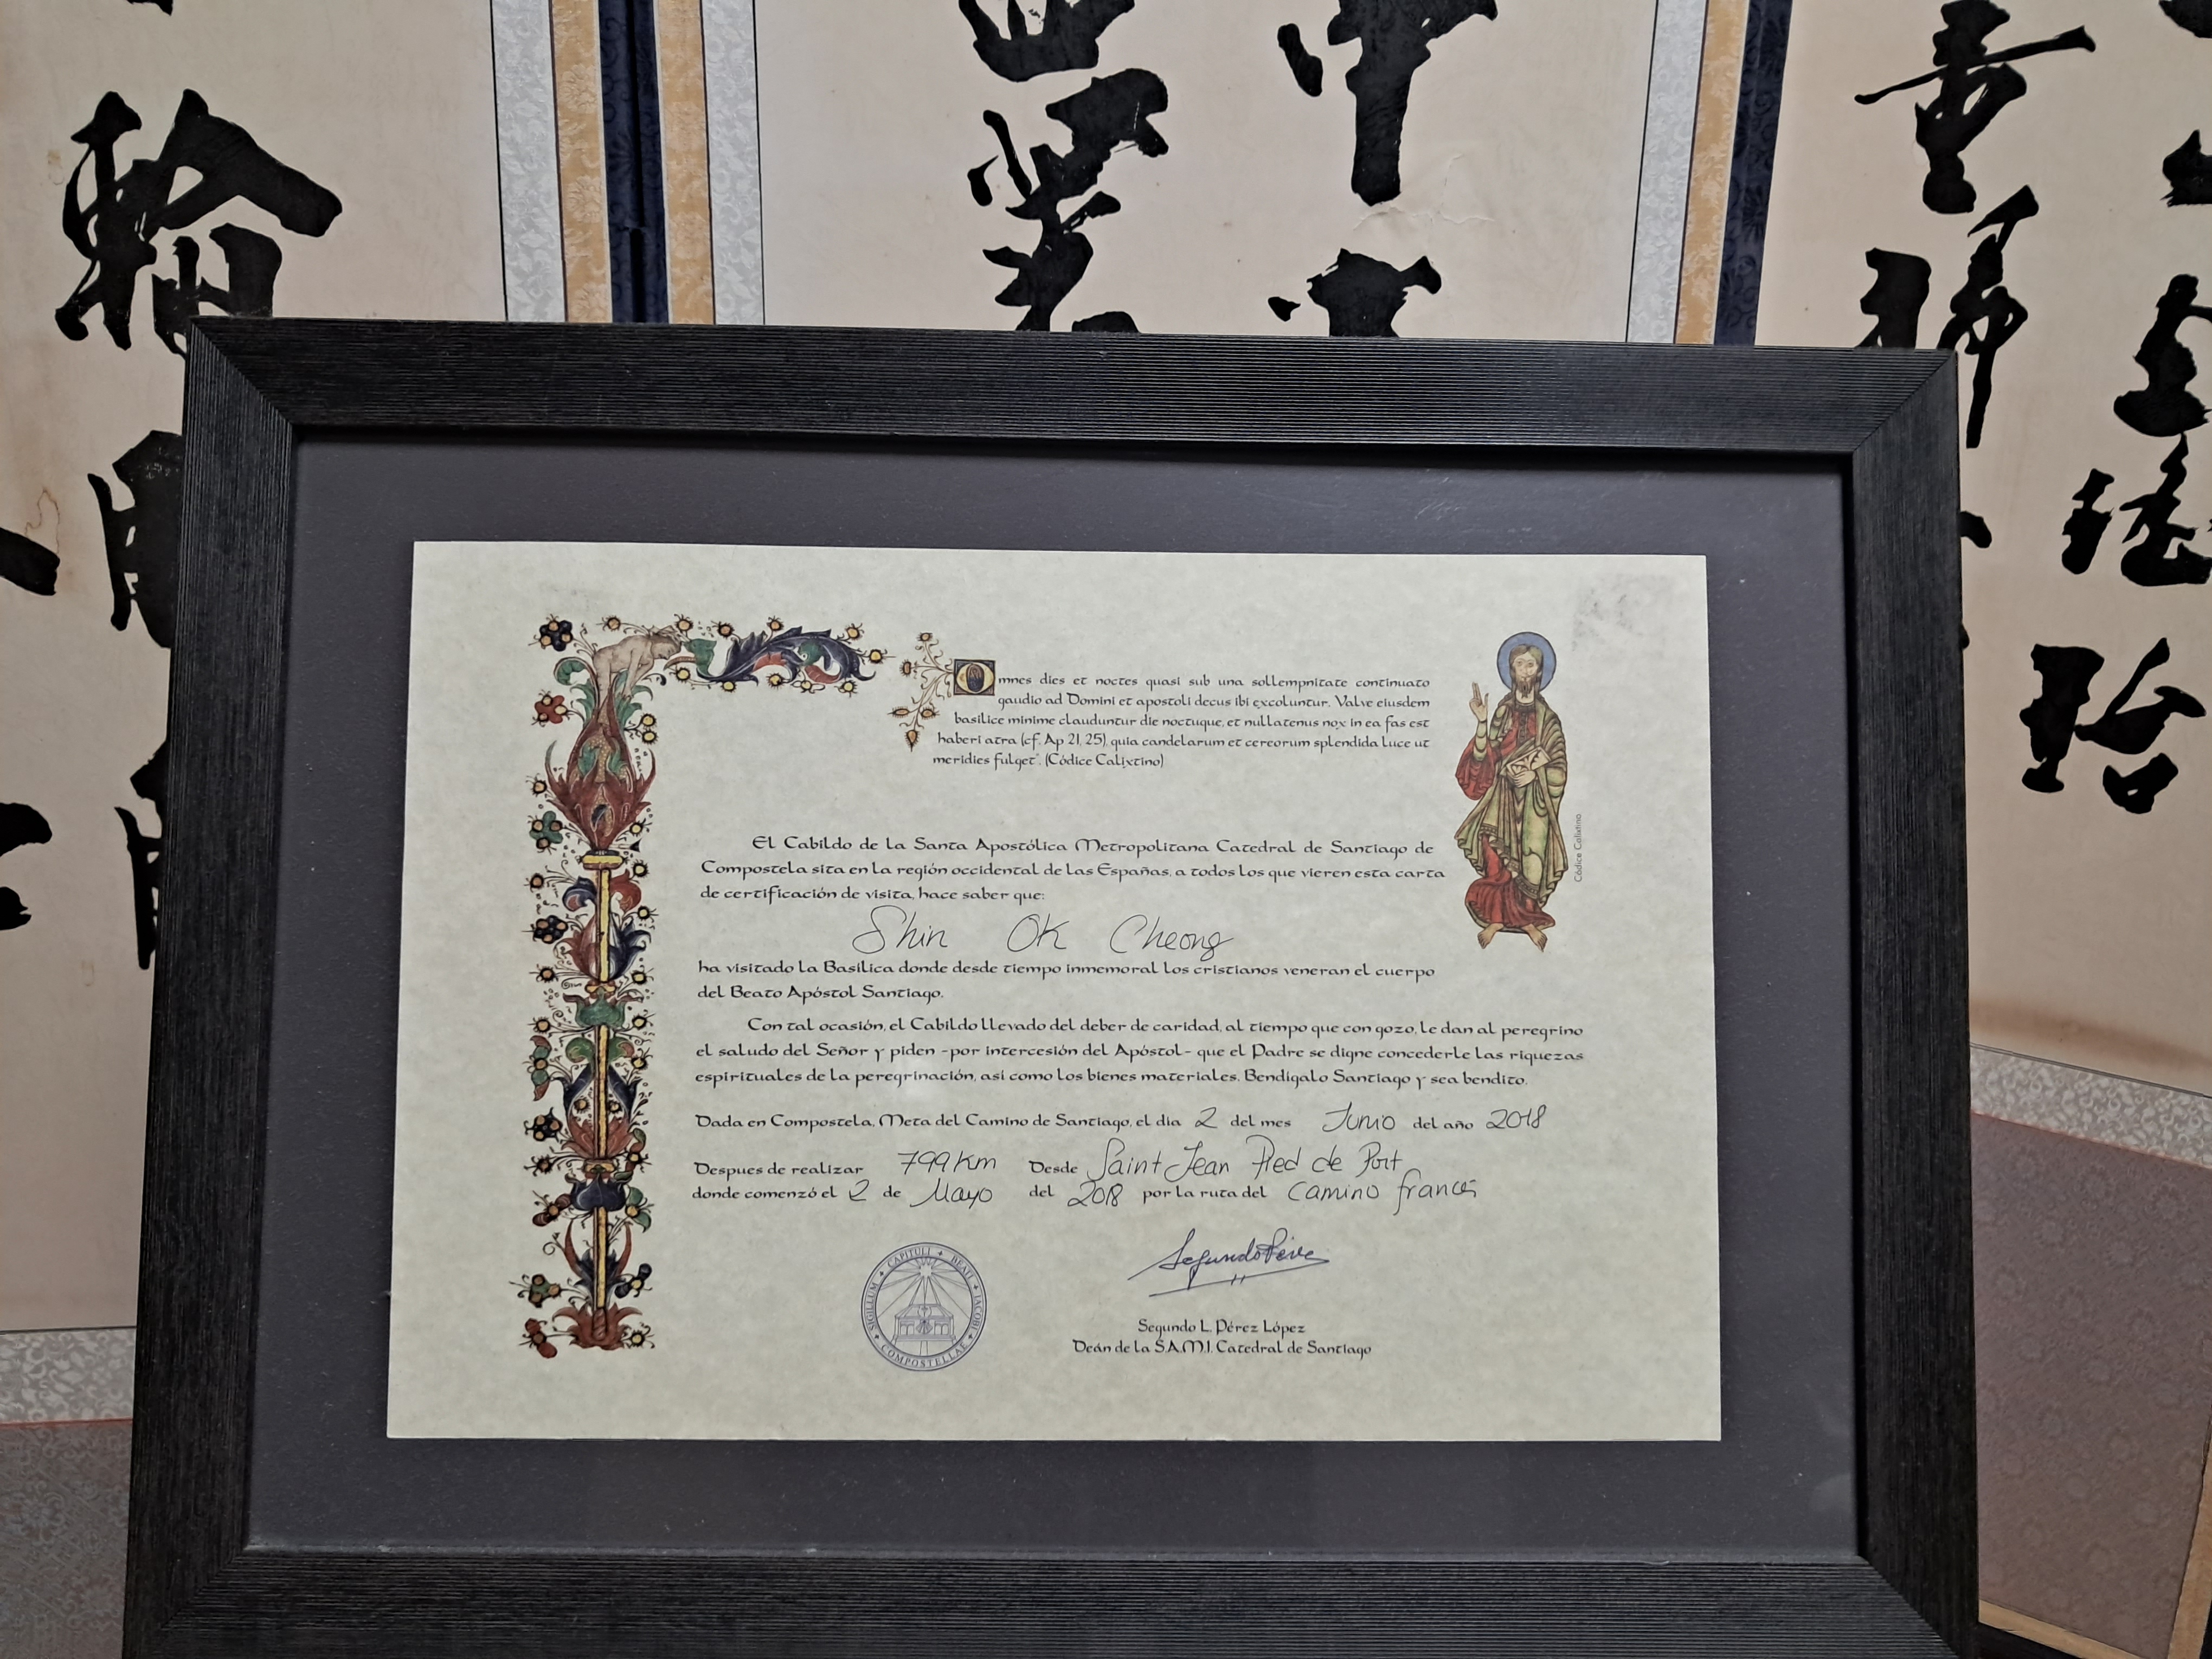 輪
Omnes dies et noctes quasi sub una sollempnitate continuato
gaudio ad Domini et apostoli decus ibi excoluntur. Valve eiusdem
basilice minime clauduntur die noctuque, et nullatenus nox in ea fas est
haberi atra (cf. Ap 21, 25), quia candelarum et cereorum splendida luce ut
meridies fulget". (Códice Calixtino)
Códice Calixtino
El Cabildo de la Santa Apostólica Metropolitana Catedral de Santiago de
Compostela sita en la región occidental de las Españas, a todos los que vieren esta carta
de certificación de visita, hace saber que:
Shin OK Cheong
ha visitado la Basílica donde desde tiempo inmemorial los cristianos veneran el cuerpo
del Beato Apóstol Santiago.
Con tal ocasión, el Cabildo llevado del deber de caridad, al tiempo que con gozo, le dan al peregrino
el saludo del Señor y piden -por intercesión del Apóstol- que el Padre se digne concederle las riquezas
espirituales de la peregrinación, así como los bienes materiales. Bendígalo Santiago y sea bendito.
Dada en Compostela, Meta del Camino de Santiago, el día 2 del mes Junio del año 2018
Despues de realizar 799 Km Desde Saint Jean Pied de Port
donde comenzó el 2 de Mayo del 2018 por la ruta del Camino francés
SIGILLUM CAPITULI BEATI IACOBI COMPOSTELLAE
Segundo L. Pérez López
Deán de la S.A.M.I. Catedral de Santiago